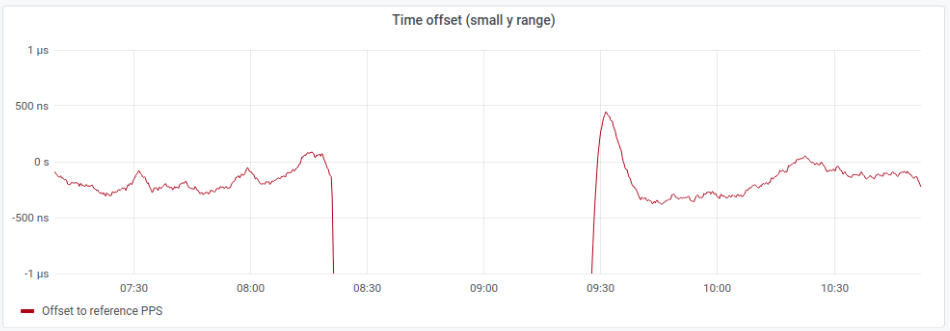 Time offset (small y range)
1 µs
500 ns
0 s
-500 ns
-1 µs
07:30 08:00 08:30 09:00 09:30 10:00 10:30
Offset to reference PPS